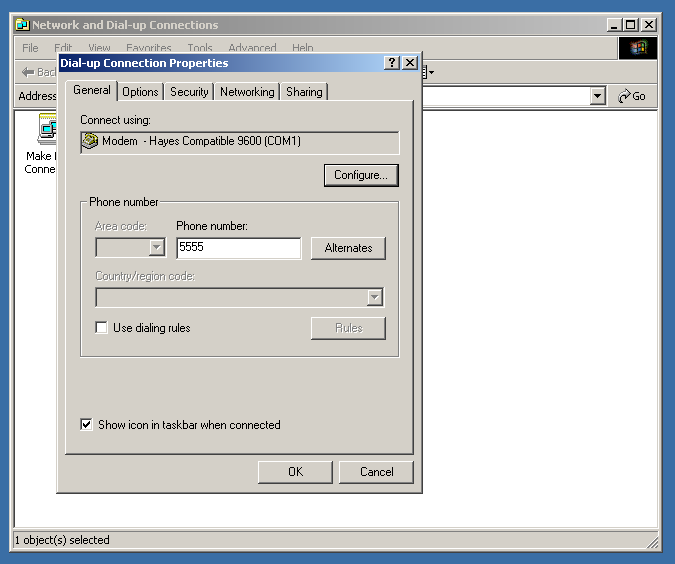 Network and Dial-up Connections
File Edit View Favorites Tools Advanced Help
Dial-up Connection Properties
Back
General Options Security Networking Sharing
Address
Go
Connect using:
Modem - Hayes Compatible 9600 (COM1)
Make
Configure...
Phone number
Area code: Phone number:
5555
Alternates
Country/region code:
Use dialing rules
Rules
Show icon in taskbar when connected
OK Cancel
1 object(s) selected